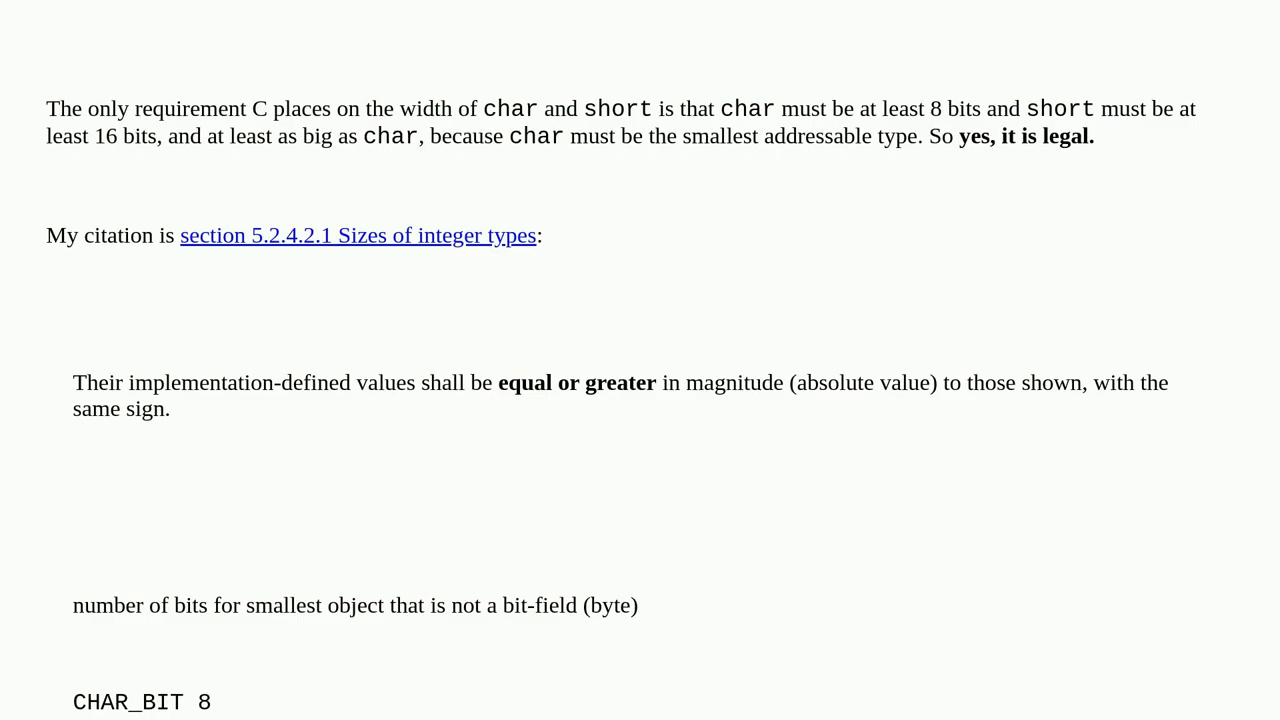 The only requirement C places on the width of char and short is that char must be at least 8 bits and short must be at
least 16 bits, and at least as big as char, because char must be the smallest addressable type. So yes, it is legal.
My citation is section 5.2.4.2.1 Sizes of integer types:
Their implementation-defined values shall be equal or greater in magnitude (absolute value) to those shown, with the
same sign.
number of bits for smallest object that is not a bit-field (byte)
CHAR_BIT 8